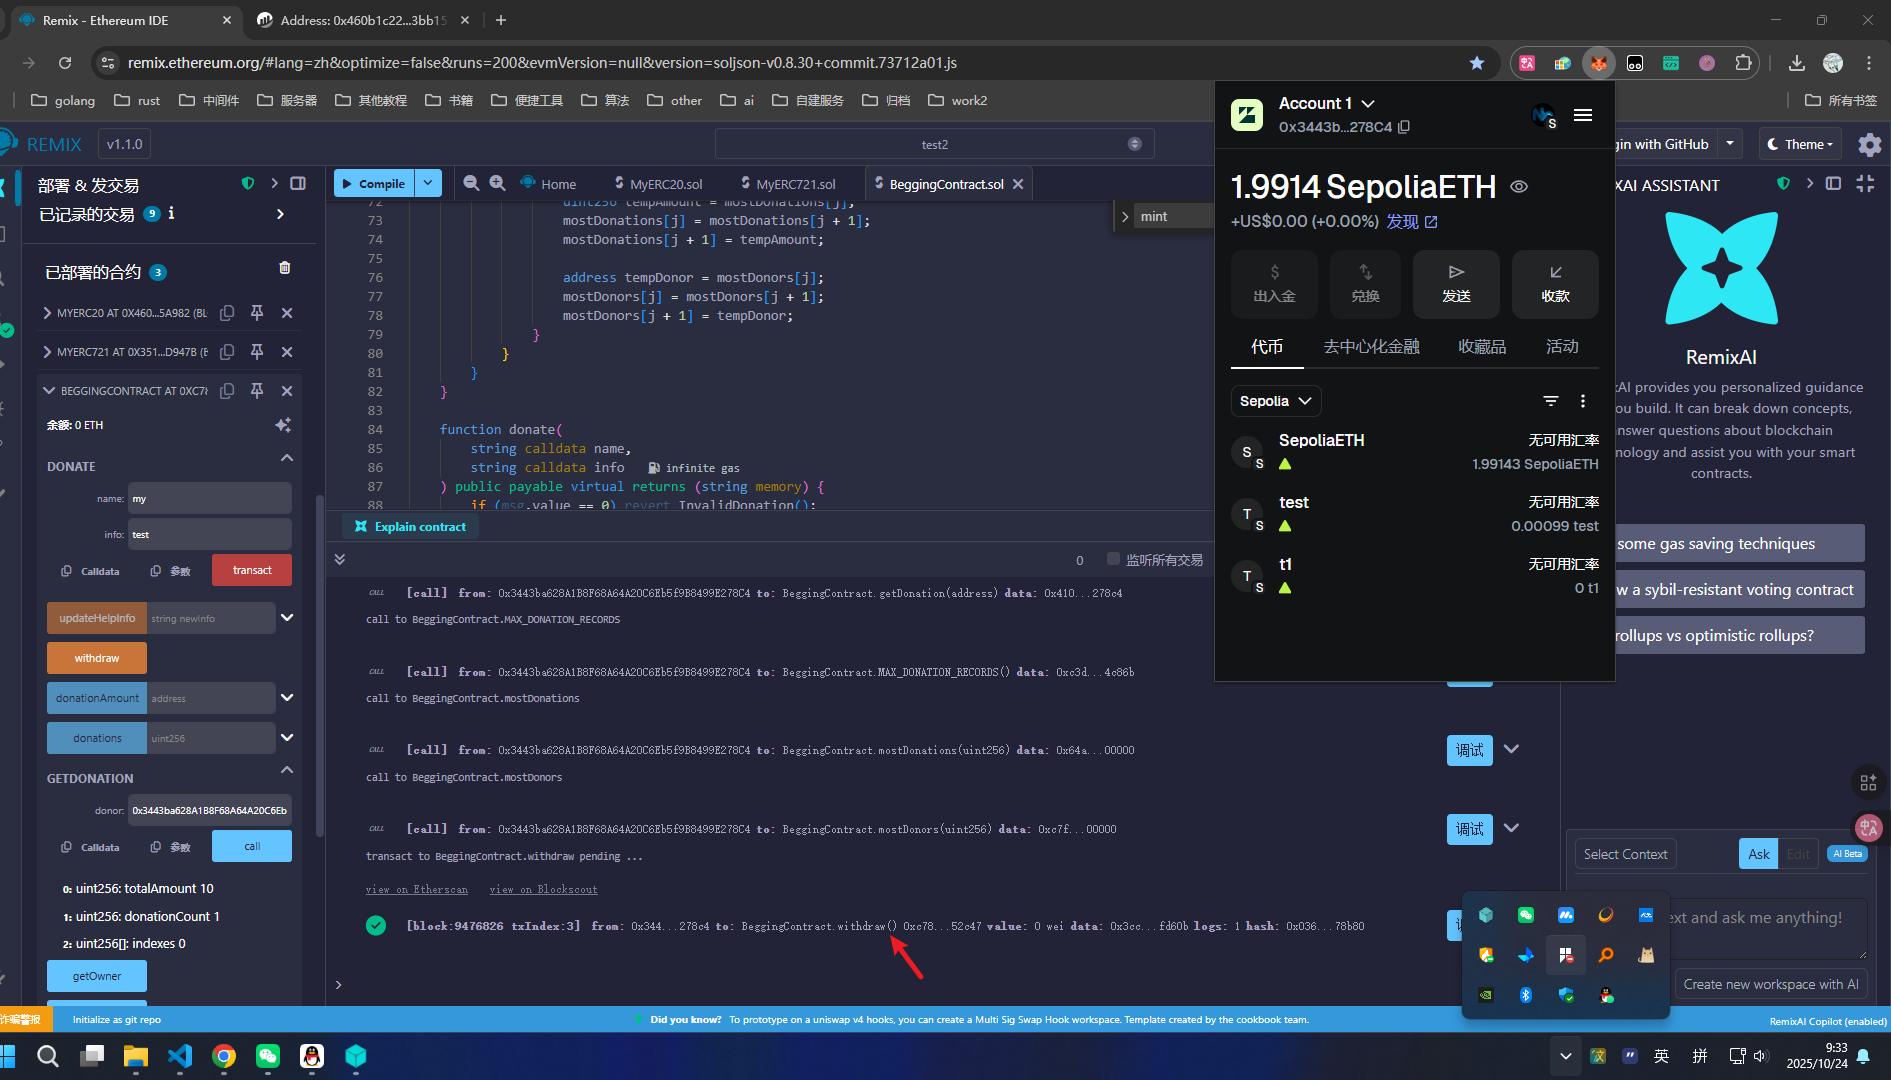 Remix - Ethereum IDE
Address: 0x460b1c22...3bb15
remix.ethereum.org/#lang=zh&optimize=false&runs=200&evmVersion=null&version=soljson-v0.8.30+commit.73712a01.js
golang
rust
中间件
服务器
其他教程
书籍
便捷工具
算法
other
ai
自建服务
归档
work2
所有书签
REMIX
v1.1.0
test2
gin with GitHub
Theme
部署 & 发交易
已记录的交易 9 i
已部署的合约 3
MYERC20 AT 0X460...5A982 (BL
MYERC721 AT 0X351...D947B (E
BEGGINGCONTRACT AT 0XC78
余额: 0 ETH
DONATE
name: my
info: test
Calldata
参数
transact
updateHelpInfo string newInfo
withdraw
donationAmount address
donations uint256
GETDONATION
donor: 0x3443ba628A1B8F68A64A20C6Eb
Calldata
参数
call
0: uint256: totalAmount 10
1: uint256: donationCount 1
2: uint256[]: indexes 0
getOwner
Compile
Home
MyERC20.sol
MyERC721.sol
BeggingContract.sol
mint
72 uint256 tempAmount = mostDonations[j];
73 mostDonations[j] = mostDonations[j + 1];
74 mostDonations[j + 1] = tempAmount;
75
76 address tempDonor = mostDonors[j];
77 mostDonors[j] = mostDonors[j + 1];
78 mostDonors[j + 1] = tempDonor;
79 }
80 }
81 }
82 }
83
84 function donate(
85 string calldata name,
86 string calldata info infinite gas
87 ) public payable virtual returns (string memory) {
88 if (msg.value == 0) revert InvalidDonation();
Explain contract
0
监听所有交易
CALL [call] from: 0x3443ba628A1B8F68A64A20C6Eb5f9B8499E278C4 to: BeggingContract.getDonation(address) data: 0x410...278c4
call to BeggingContract.MAX_DONATION_RECORDS
CALL [call] from: 0x3443ba628A1B8F68A64A20C6Eb5f9B8499E278C4 to: BeggingContract.MAX_DONATION_RECORDS() data: 0xc3d...4c86b
call to BeggingContract.mostDonations
CALL [call] from: 0x3443ba628A1B8F68A64A20C6Eb5f9B8499E278C4 to: BeggingContract.mostDonations(uint256) data: 0x64a...00000
调试
call to BeggingContract.mostDonors
CALL [call] from: 0x3443ba628A1B8F68A64A20C6Eb5f9B8499E278C4 to: BeggingContract.mostDonors(uint256) data: 0xc7f...00000
调试
transact to BeggingContract.withdraw pending ...
view on Etherscan
view on Blockscout
[block:9476826 txIndex:3] from: 0x344...278c4 to: BeggingContract.withdraw() 0xc78...52c47 value: 0 wei data: 0x3cc...fd60b logs: 1 hash: 0x036...78b80
Account 1
0x3443b...278C4
1.9914 SepoliaETH
+US$0.00 (+0.00%) 发现
出入金
兑换
发送
收款
代币
去中心化金融
收藏品
活动
Sepolia
SepoliaETH 无可用汇率
1.99143 SepoliaETH
test 无可用汇率
0.00099 test
t1 无可用汇率
0 t1
XAI ASSISTANT
RemixAI
AI provides you personalized guidance
ou build. It can break down concepts,
nswer questions about blockchain
nology and assist you with your smart
contracts.
some gas saving techniques
w a sybil-resistant voting contract
rollups vs optimistic rollups?
Select Context
Ask
Edit
AI Beta
ext and ask me anything!
Create new workspace with AI
诈骗警报
Initialize as git repo
Did you know? To prototype on a uniswap v4 hooks, you can create a Multi Sig Swap Hook workspace. Template created by the cookbook team.
RemixAI Copilot (enabled)
英
拼
9:33
2025/10/24